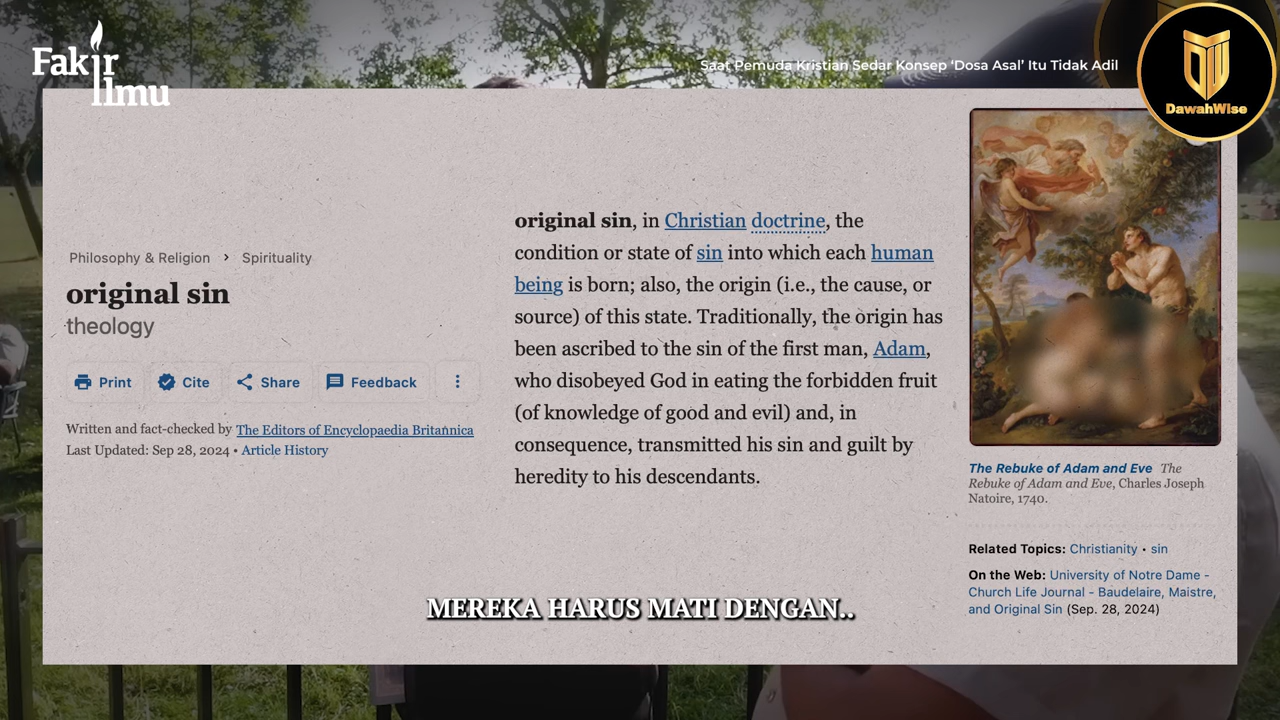 Fakir
Ilmu
Saat Pemuda Kristian Sedar Konsep ‘Dosa Asal’ Itu Tidak Adil
DawahWise
Philosophy & Religion › Spirituality
original sin
theology
Print Cite Share Feedback
Written and fact-checked by The Editors of Encyclopaedia Britannica
Last Updated: Sep 28, 2024 • Article History
original sin, in Christian doctrine, the
condition or state of sin into which each human
being is born; also, the origin (i.e., the cause, or
source) of this state. Traditionally, the origin has
been ascribed to the sin of the first man, Adam,
who disobeyed God in eating the forbidden fruit
(of knowledge of good and evil) and, in
consequence, transmitted his sin and guilt by
heredity to his descendants.
The Rebuke of Adam and Eve The
Rebuke of Adam and Eve, Charles Joseph
Natoire, 1740.
Related Topics: Christianity • sin
On the Web: University of Notre Dame -
Church Life Journal - Baudelaire, Maistre,
and Original Sin (Sep. 28, 2024)
MEREKA HARUS MATI DENGAN..